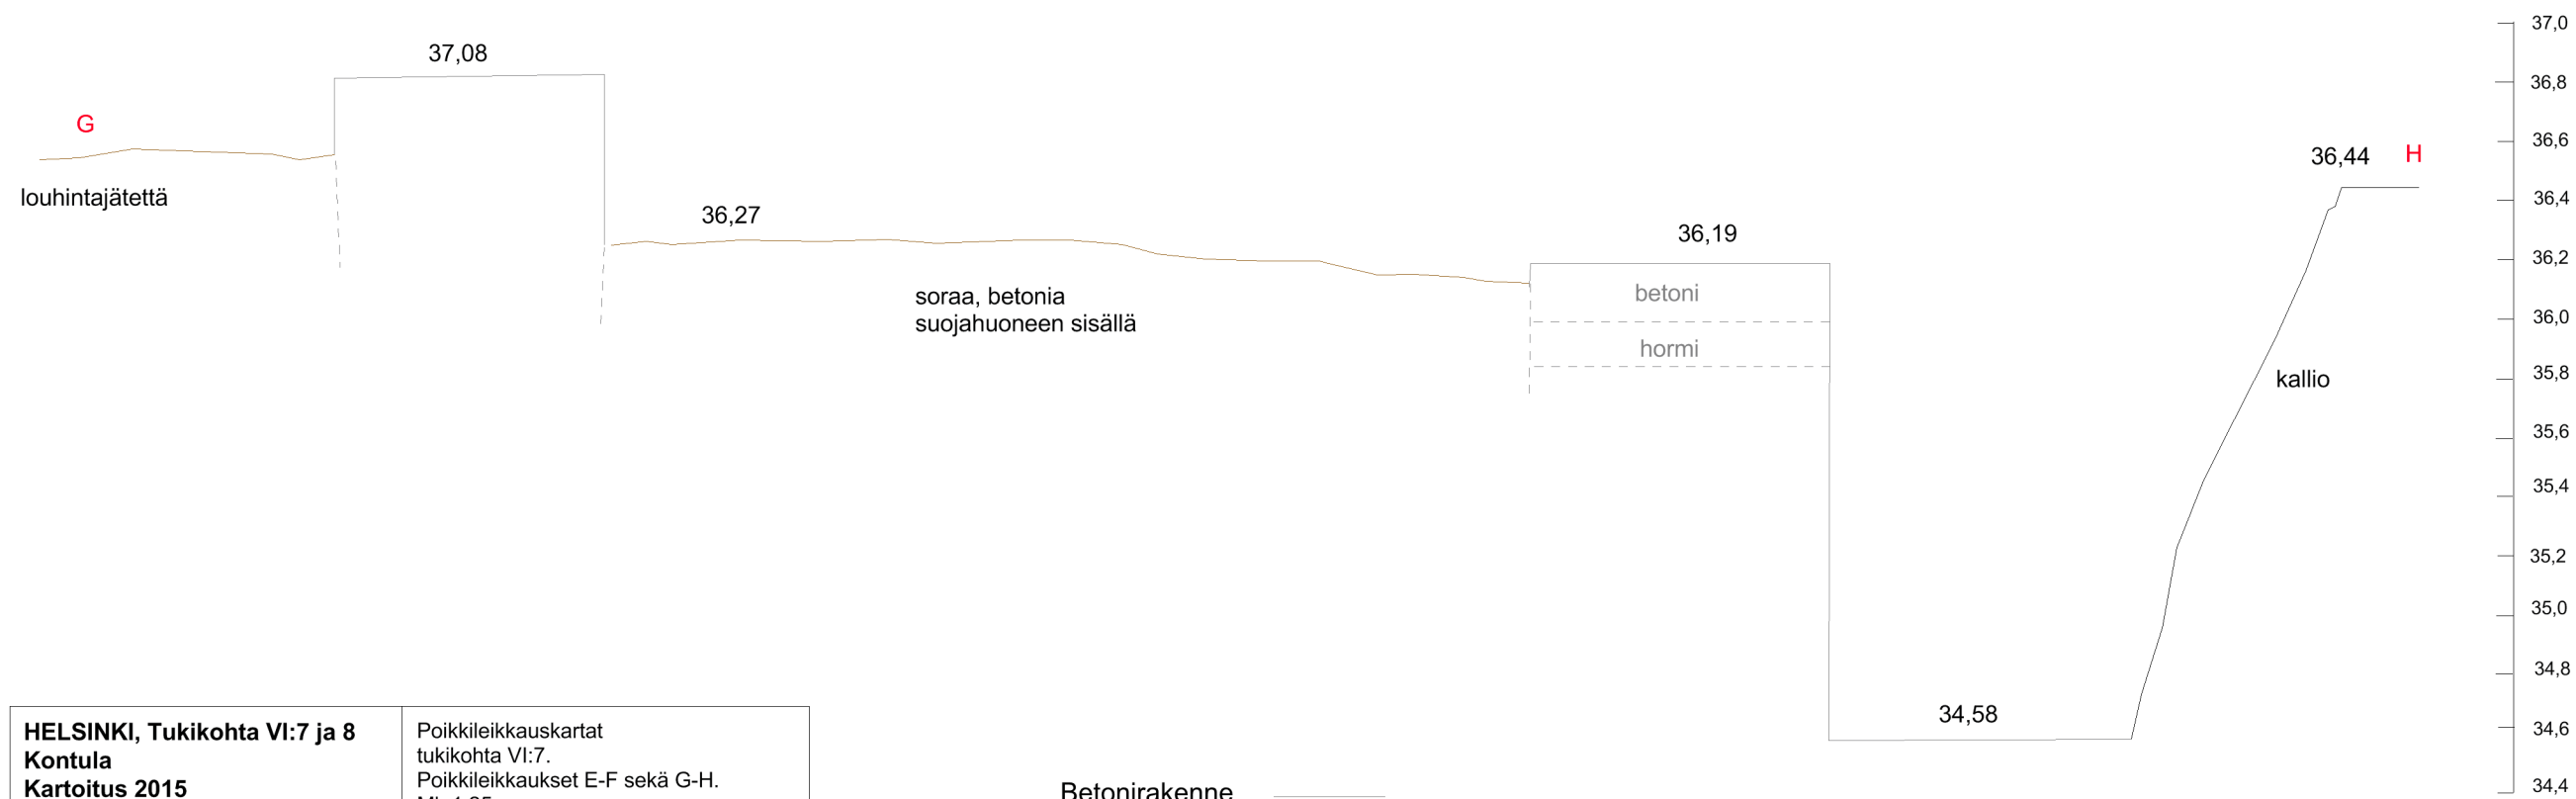 37,08
G
louhintajätettä
36,27
soraa, betonia
suojahuoneen sisällä
36,19
betoni
hormi
34,58
36,44
H
kallio
37,0
36,8
36,6
36,4
36,2
36,0
35,8
35,6
35,4
35,2
35,0
34,8
34,6
34,4
HELSINKI, Tukikohta VI:7 ja 8
Kontula
Kartoitus 2015
Poikkileikkauskartat
tukikohta VI:7.
Poikkileikkaukset E-F sekä G-H.
Betonirakenne